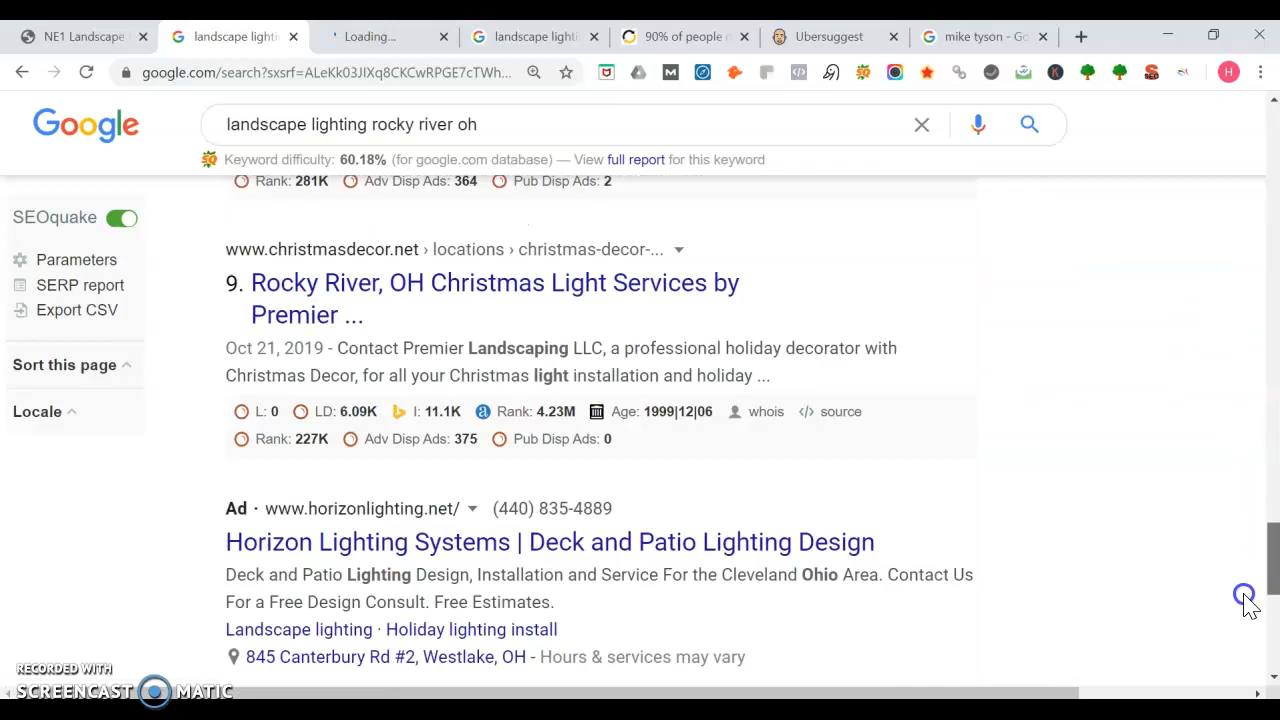 NE1 Landscape
landscape lighti
Loading...
landscape lighti
90% of people
Ubersuggest
mike tyson - Go
google.com/search?sxsrf=ALeKk03JIXq8CKCwRPGE7cTWh...
H
Google
landscape lighting rocky river oh
Keyword difficulty: 60.18% (for google.com database) — View full report for this keyword
Rank: 281K Adv Disp Ads: 364 Pub Disp Ads: 2
SEOquake
Parameters
SERP report
Export CSV
Sort this page
Locale
www.christmasdecor.net › locations › christmas-decor-...
9. Rocky River, OH Christmas Light Services by
Premier ...
Oct 21, 2019 - Contact Premier Landscaping LLC, a professional holiday decorator with
Christmas Decor, for all your Christmas light installation and holiday ...
L: 0 LD: 6.09K I: 11.1K Rank: 4.23M Age: 1999|12|06 whois source
Rank: 227K Adv Disp Ads: 375 Pub Disp Ads: 0
Ad · www.horizonlighting.net/ (440) 835-4889
Horizon Lighting Systems | Deck and Patio Lighting Design
Deck and Patio Lighting Design, Installation and Service For the Cleveland Ohio Area. Contact Us
For a Free Design Consult. Free Estimates.
Landscape lighting · Holiday lighting install
845 Canterbury Rd #2, Westlake, OH - Hours & services may vary
RECORDED WITH
SCREENCAST MATIC